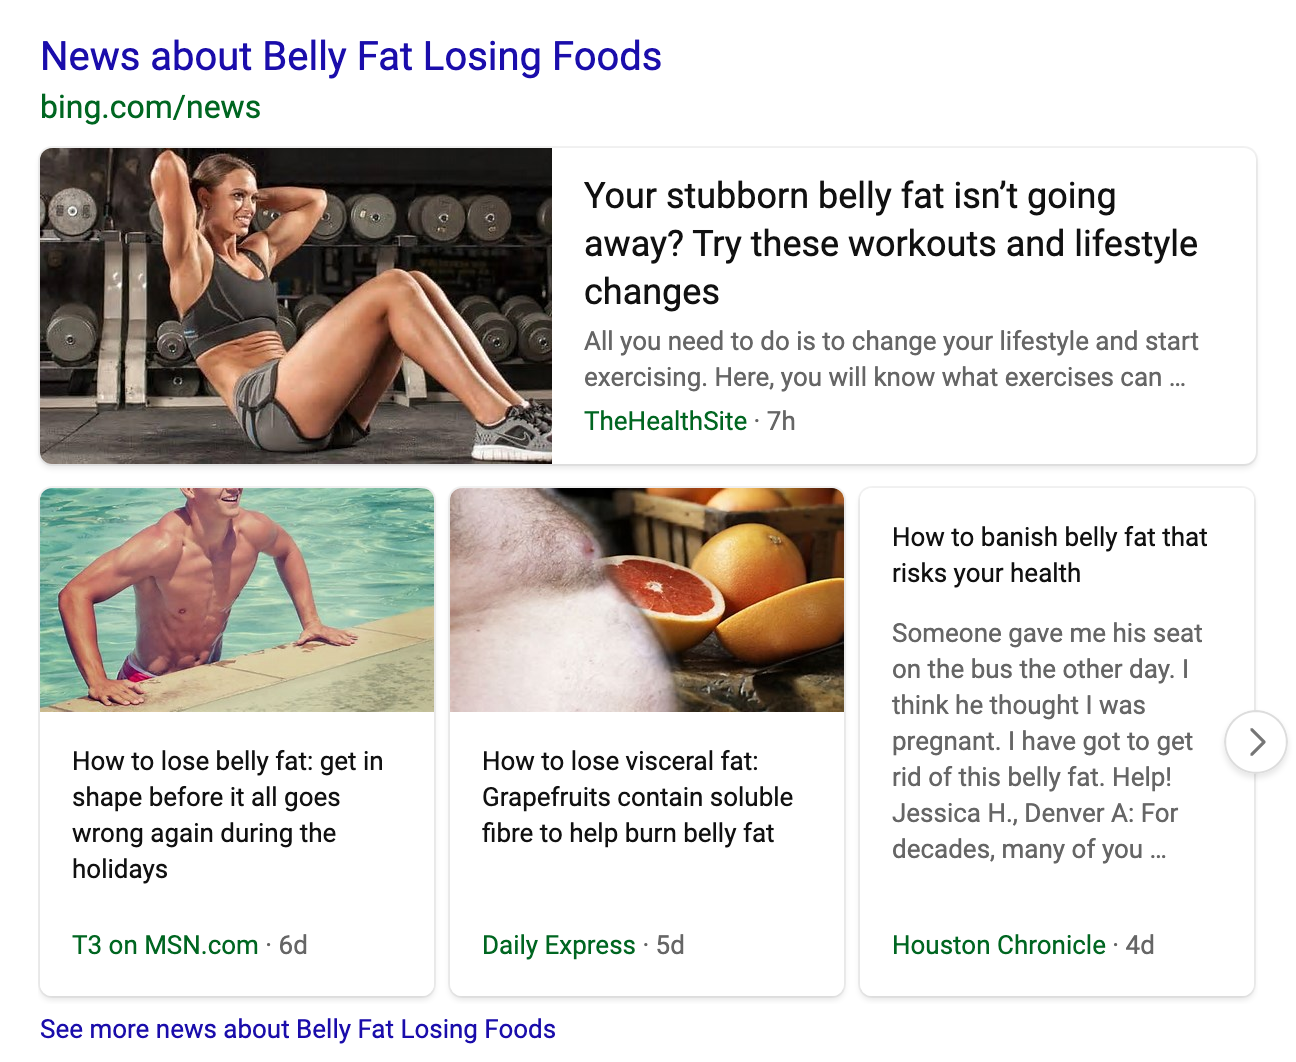 News about Belly Fat Losing Foods
bing.com/news
Your stubborn belly fat isn’t going
away? Try these workouts and lifestyle
changes
All you need to do is to change your lifestyle and start
exercising. Here, you will know what exercises can ...
TheHealthSite · 7h
How to lose belly fat: get in
shape before it all goes
wrong again during the
holidays
T3 on MSN.com · 6d
How to lose visceral fat:
Grapefruits contain soluble
fibre to help burn belly fat
Daily Express · 5d
How to banish belly fat that
risks your health
Someone gave me his seat
on the bus the other day. I
think he thought I was
pregnant. I have got to get
rid of this belly fat. Help!
Jessica H., Denver A: For
decades, many of you ...
Houston Chronicle · 4d
See more news about Belly Fat Losing Foods